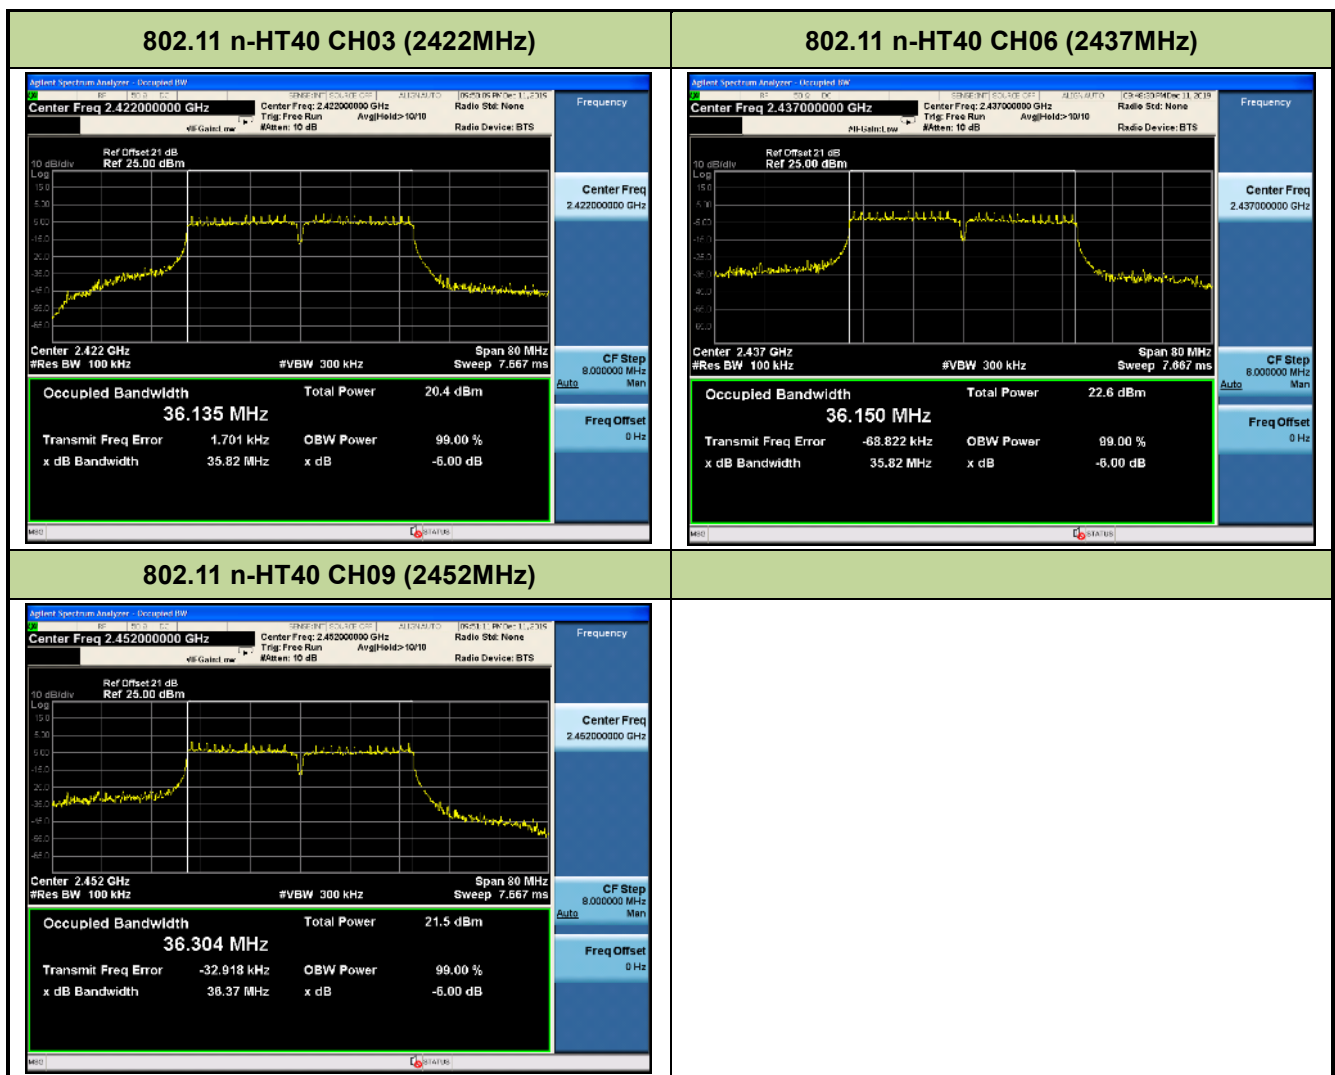 802.11 n-HT40 CH03 (2422MHz)
Agilent Spectrum Analyzer - Occupied BW
Center Freq 2.422000000 GHz
Center Freq: 2.422000000 GHz
Trig: Free Run
Avg|Hold>10/10
#IFGain:Low
#Atten: 10 dB
Radio Std: None
Radio Device: BTS
Frequency
Ref Offset 21 dB
10 dB/div
Ref 25.00 dBm
Log
Center Freq
2.422000000 GHz
Center 2.422 GHz
Span 80 MHz
#Res BW 100 kHz
#VBW 300 kHz
Sweep 7.667 ms
CF Step
8.000000 MHz
Auto Man
Occupied Bandwidth
Total Power 20.4 dBm
36.135 MHz
Transmit Freq Error 1.701 kHz OBW Power 99.00 %
x dB Bandwidth 35.82 MHz x dB -6.00 dB
Freq Offset
0 Hz
MSG STATUS
802.11 n-HT40 CH06 (2437MHz)
Agilent Spectrum Analyzer - Occupied BW
Center Freq 2.437000000 GHz
Center Freq: 2.437000000 GHz
Trig: Free Run
Avg|Hold>10/10
#IFGain:Low
#Atten: 10 dB
Radio Std: None
Radio Device: BTS
Frequency
Ref Offset 21 dB
10 dB/div
Ref 25.00 dBm
Log
Center Freq
2.437000000 GHz
Center 2.437 GHz
Span 80 MHz
#Res BW 100 kHz
#VBW 300 kHz
Sweep 7.667 ms
CF Step
8.000000 MHz
Auto Man
Occupied Bandwidth
Total Power 22.6 dBm
36.150 MHz
Transmit Freq Error -68.822 kHz OBW Power 99.00 %
x dB Bandwidth 35.82 MHz x dB -6.00 dB
Freq Offset
0 Hz
MSG STATUS
802.11 n-HT40 CH09 (2452MHz)
Agilent Spectrum Analyzer - Occupied BW
Center Freq 2.452000000 GHz
Center Freq: 2.452000000 GHz
Trig: Free Run
Avg|Hold>10/10
#IFGain:Low
#Atten: 10 dB
Radio Std: None
Radio Device: BTS
Frequency
Ref Offset 21 dB
10 dB/div
Ref 25.00 dBm
Log
Center Freq
2.452000000 GHz
Center 2.452 GHz
Span 80 MHz
#Res BW 100 kHz
#VBW 300 kHz
Sweep 7.667 ms
CF Step
8.000000 MHz
Auto Man
Occupied Bandwidth
Total Power 21.5 dBm
36.304 MHz
Transmit Freq Error -32.918 kHz OBW Power 99.00 %
x dB Bandwidth 36.37 MHz x dB -6.00 dB
Freq Offset
0 Hz
MSG STATUS